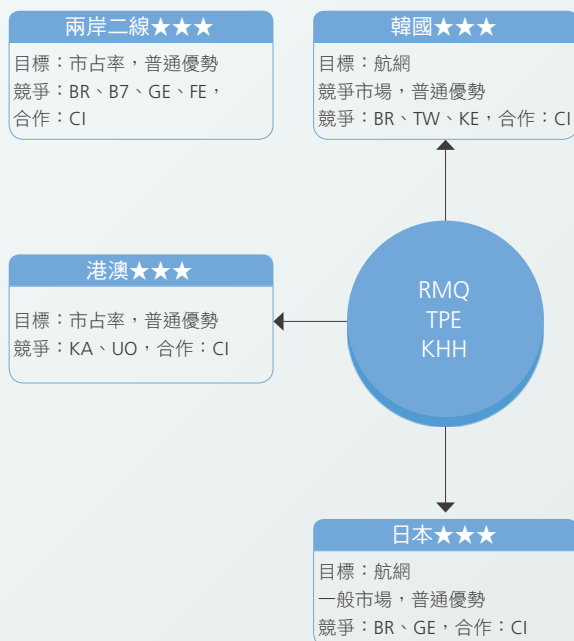 兩岸二線★★★
目標：市占率，普通優勢
競爭：BR、B7、GE、FE，
合作：CI
韓國★★★
目標：航網
競爭市場，普通優勢
競爭：BR、TW、KE，合作：CI
港澳★★★
目標：市占率，普通優勢
競爭：KA、UO，合作：CI
RMQ
TPE
KHH
日本★★★
目標：航網
一般市場，普通優勢
競爭：BR、GE，合作：CI